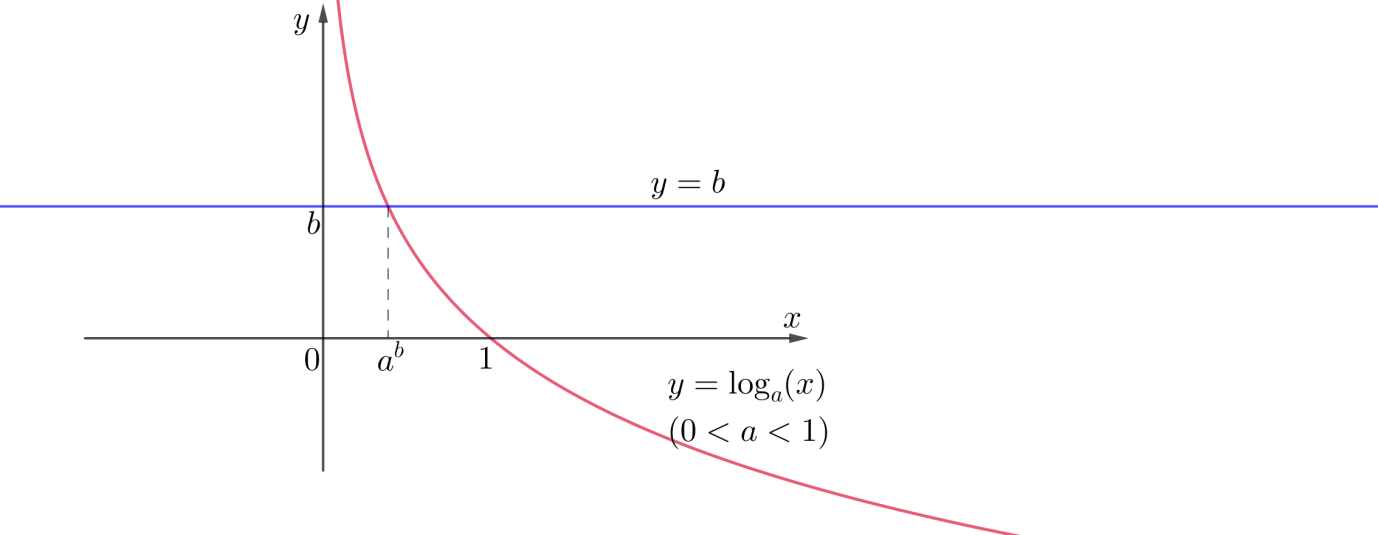 y
y = b
b
x
0
a^b
1
y = log_a(x)
(0 < a < 1)